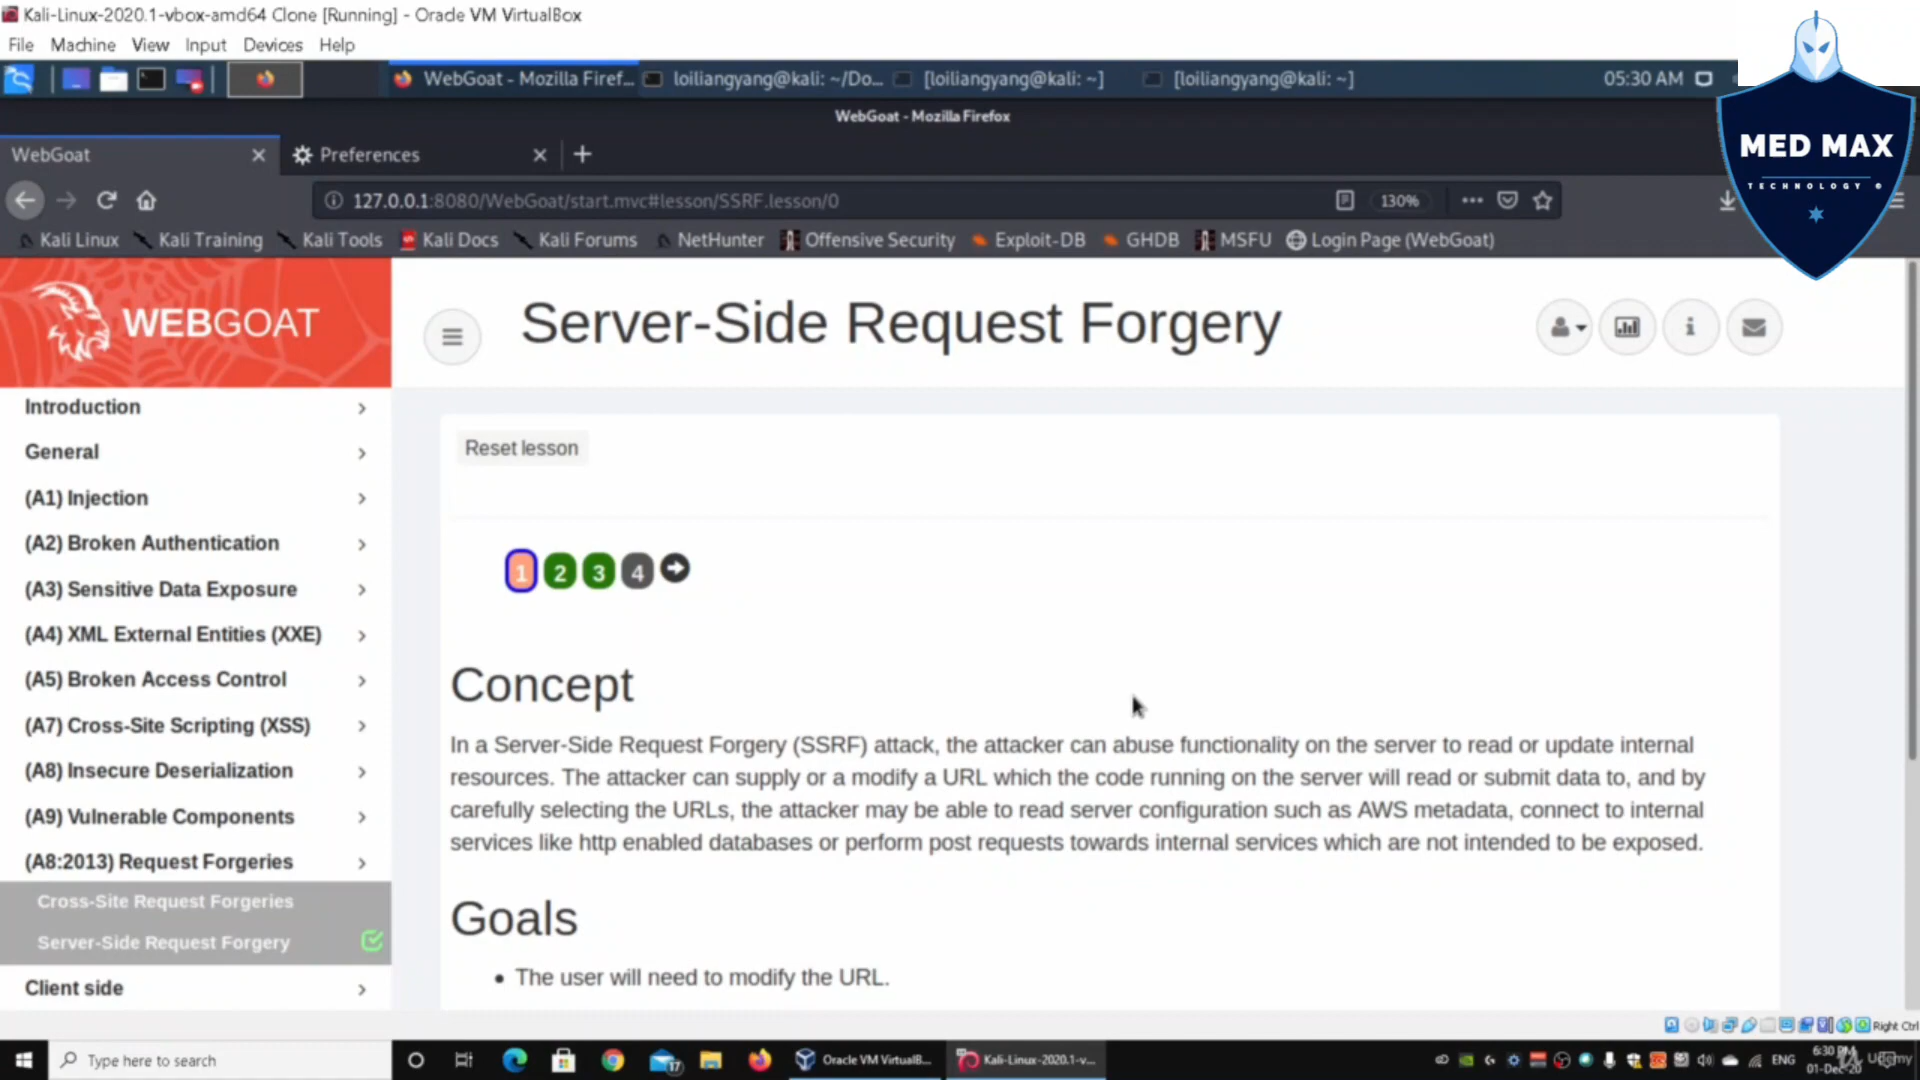 Kali-Linux-2020.1-vbox-amd64 Clone [Running] - Oracle VM VirtualBox
File Machine View Input Devices Help
WebGoat - Mozilla Firef... loiliangyang@kali: ~/Do... [loiliangyang@kali: ~] [loiliangyang@kali: ~] 05:30 AM
WebGoat - Mozilla Firefox
WebGoat Preferences
127.0.0.1:8080/WebGoat/start.mvc#lesson/SSRF.lesson/0 130%
Kali Linux Kali Training Kali Tools Kali Docs Kali Forums NetHunter Offensive Security Exploit-DB GHDB MSFU Login Page (WebGoat)
MED MAX
TECHNOLOGY
WEBGOAT
Server-Side Request Forgery
Introduction
General
(A1) Injection
(A2) Broken Authentication
(A3) Sensitive Data Exposure
(A4) XML External Entities (XXE)
(A5) Broken Access Control
(A7) Cross-Site Scripting (XSS)
(A8) Insecure Deserialization
(A9) Vulnerable Components
(A8:2013) Request Forgeries
Cross-Site Request Forgeries
Server-Side Request Forgery
Client side
Reset lesson
1 2 3 4
Concept
In a Server-Side Request Forgery (SSRF) attack, the attacker can abuse functionality on the server to read or update internal
resources. The attacker can supply or a modify a URL which the code running on the server will read or submit data to, and by
carefully selecting the URLs, the attacker may be able to read server configuration such as AWS metadata, connect to internal
services like http enabled databases or perform post requests towards internal services which are not intended to be exposed.
Goals
• The user will need to modify the URL.
Right Ctrl
Type here to search 17 Oracle VM VirtualB... Kali-Linux-2020.1-v... ENG 6:30 PM
01-Dec-20
Udemy